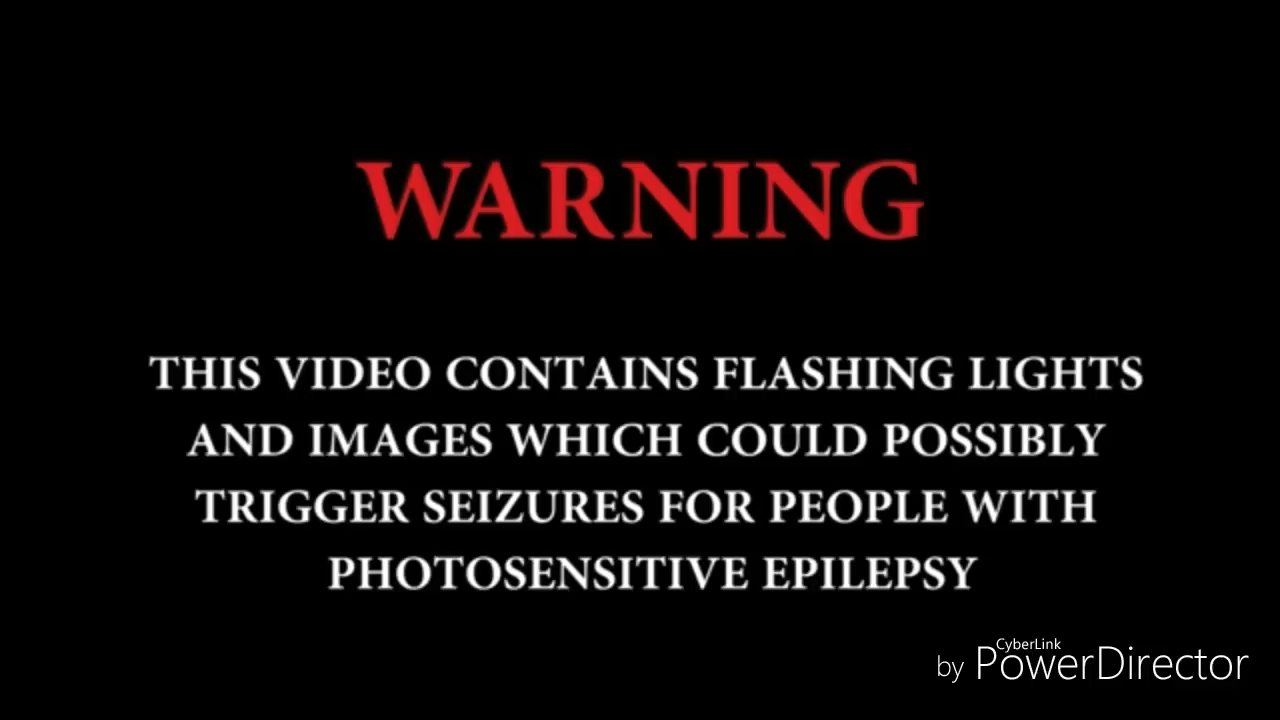 WARNING
THIS VIDEO CONTAINS FLASHING LIGHTS
AND IMAGES WHICH COULD POSSIBLY
TRIGGER SEIZURES FOR PEOPLE WITH
PHOTOSENSITIVE EPILEPSY
CyberLink
by PowerDirector